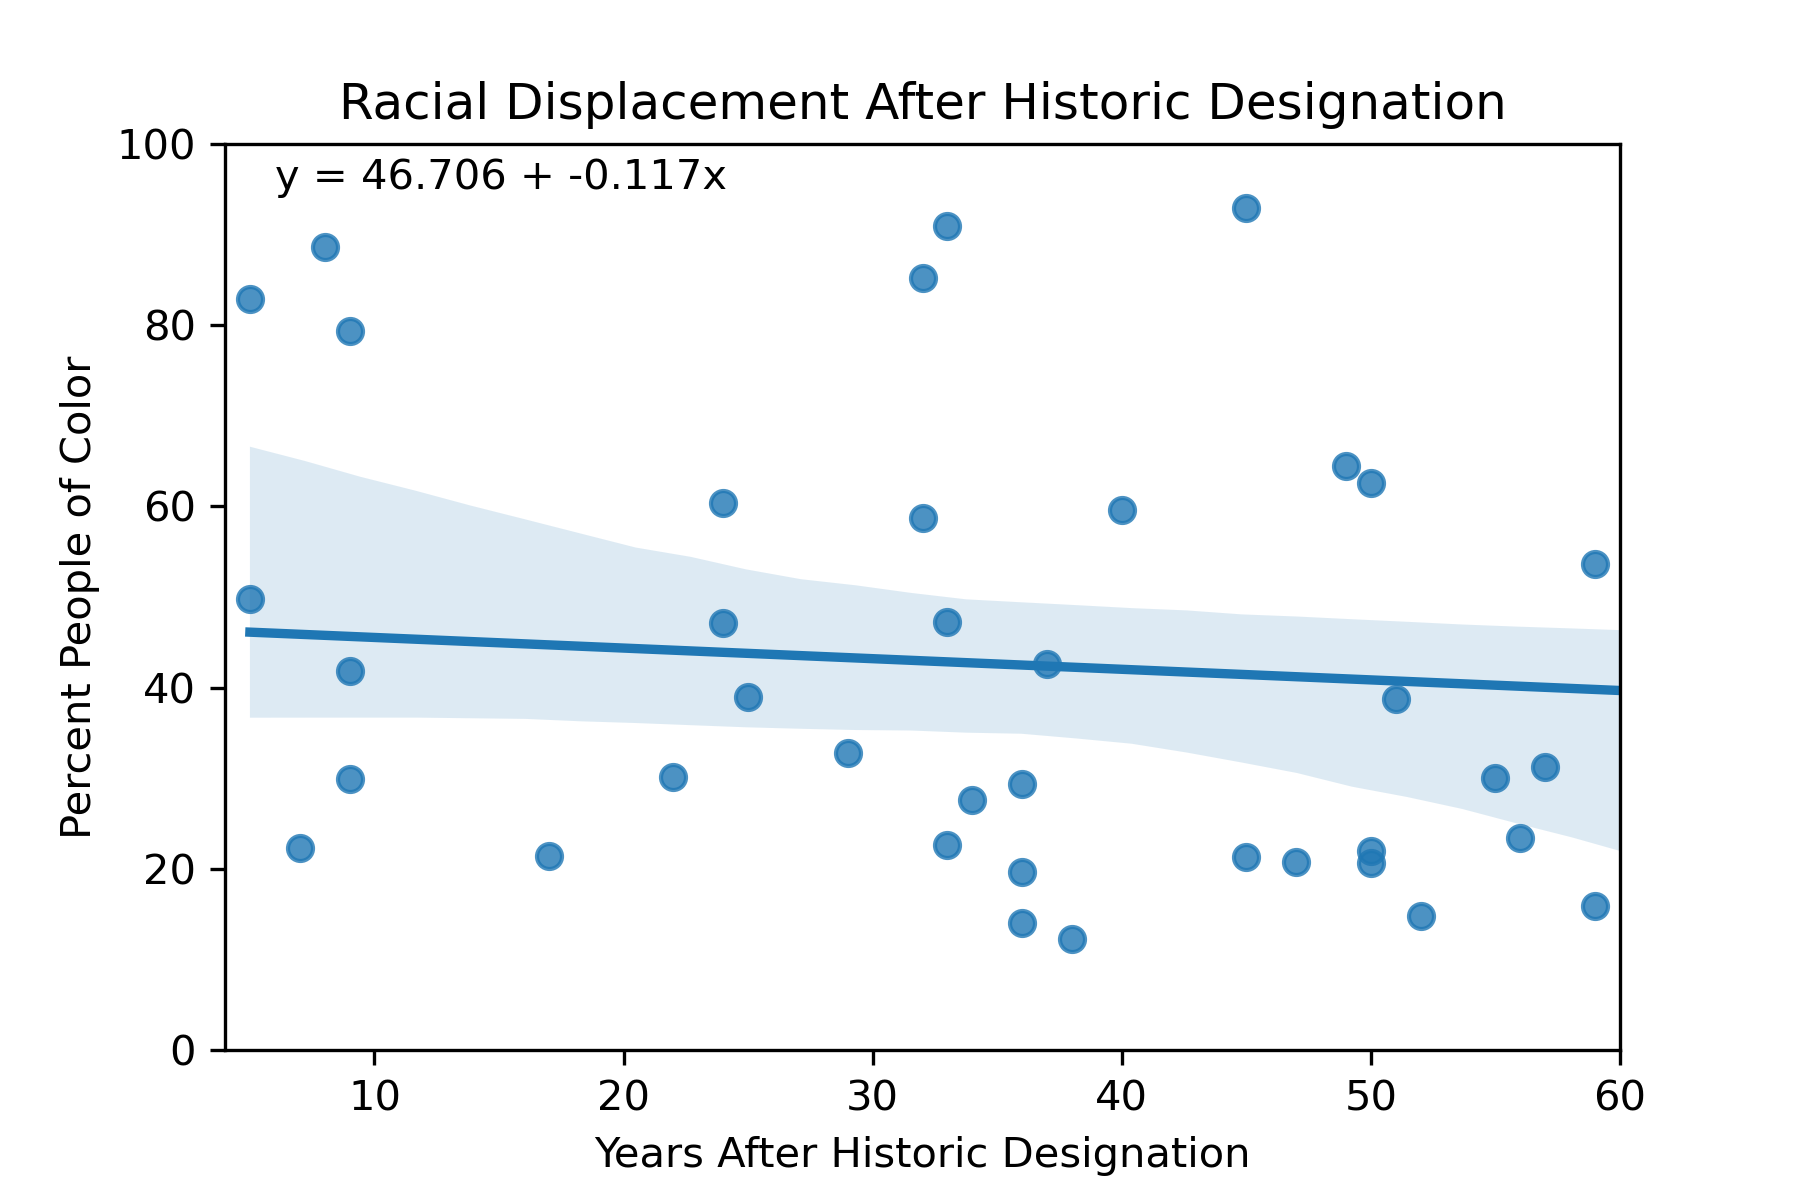 Racial Displacement After Historic Designation
y = 46.706 + -0.117x
100
80
60
40
20
0
Percent People of Color
10 20 30 40 50 60
Years After Historic Designation